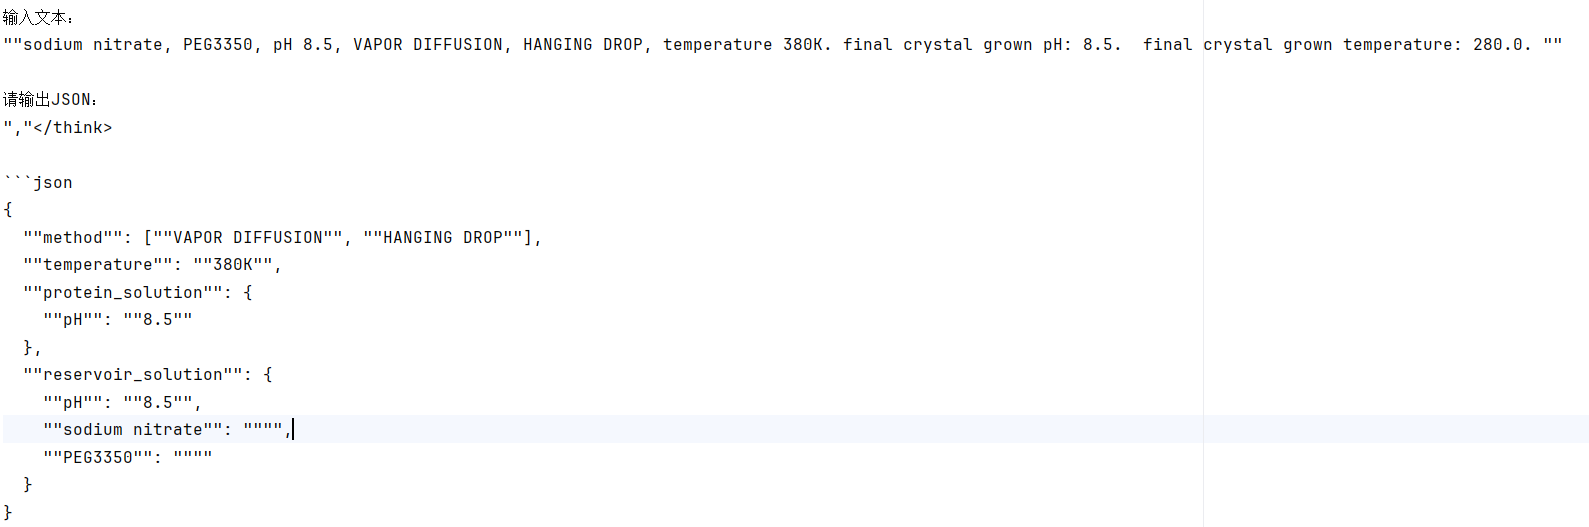 输入文本：
""sodium nitrate, PEG3350, pH 8.5, VAPOR DIFFUSION, HANGING DROP, temperature 380K. final crystal grown pH: 8.5.  final crystal grown temperature: 280.0. ""

请输出JSON：
","</think>

```json
{
  ""method"": [""VAPOR DIFFUSION"", ""HANGING DROP""],
  ""temperature"": ""380K"",
  ""protein_solution"": {
    ""pH"": ""8.5""
  },
  ""reservoir_solution"": {
    ""pH"": ""8.5"",
    ""sodium nitrate"": """",
    ""PEG3350"": """"
  }
}